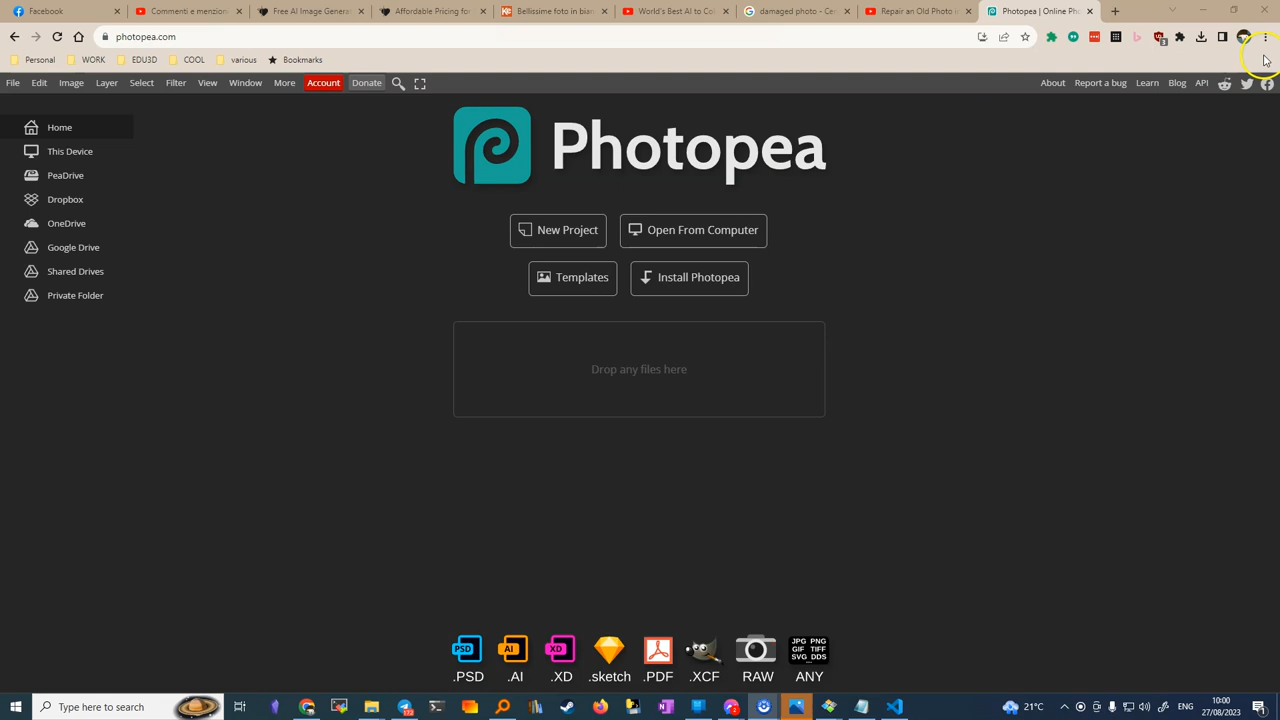 Facebook
Commenti e menzion
Free AI Image Genera
Affordable Pricing fo
Bellissime foto in bian
World's Best AI to Col
damaged photo - Ce
Repair an Old Photo i
Photopea | Online Pho
photopea.com
Personal
WORK
EDU3D
COOL
various
Bookmarks
File Edit Image Layer Select Filter View Window More Account Donate
About Report a bug Learn Blog API
Home
This Device
PeaDrive
Dropbox
OneDrive
Google Drive
Shared Drives
Private Folder
Photopea
New Project
Open From Computer
Templates
Install Photopea
Drop any files here
PSD
AI
XD
JPG PNG
GIF TIFF
SVG DDS
.PSD
.AI
.XD
.sketch
.PDF
.XCF
RAW
ANY
Type here to search
21°C
ENG
10:00
27/08/2023